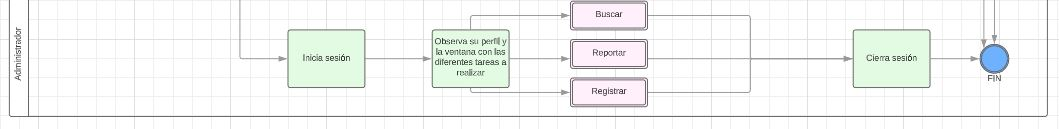 Administrador
Inicia sesión
Observa su perfil y
la ventana con las
diferentes tareas a
realizar
Buscar
Reportar
Registrar
Cierra sesión
FIN